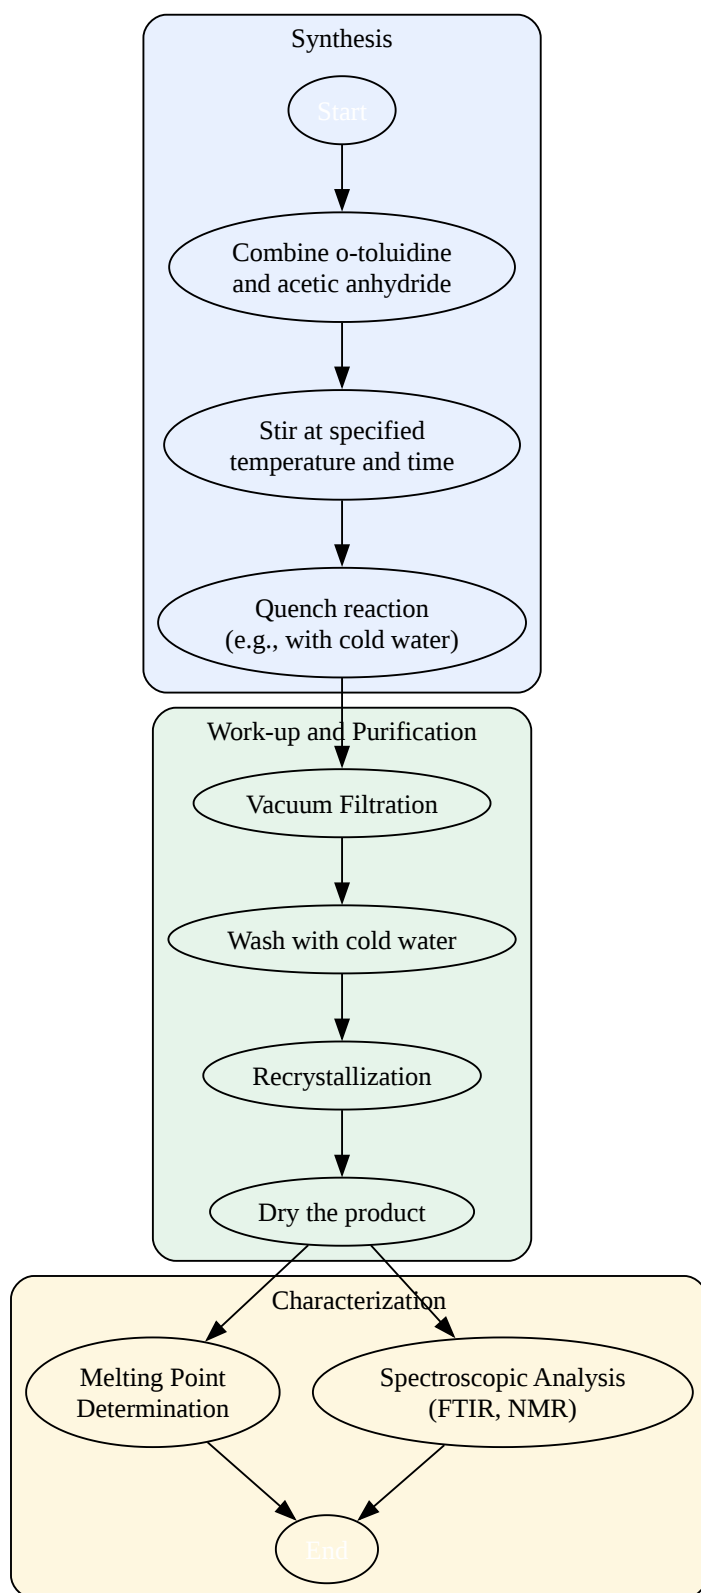 Synthesis
Start
Combine o-toluidine
and acetic anhydride
Stir at specified
temperature and time
Quench reaction
(e.g., with cold water)
Work-up and Purification
Vacuum Filtration
Wash with cold water
Recrystallization
Dry the product
Characterization
Melting Point
Determination
Spectroscopic Analysis
(FTIR, NMR)
End